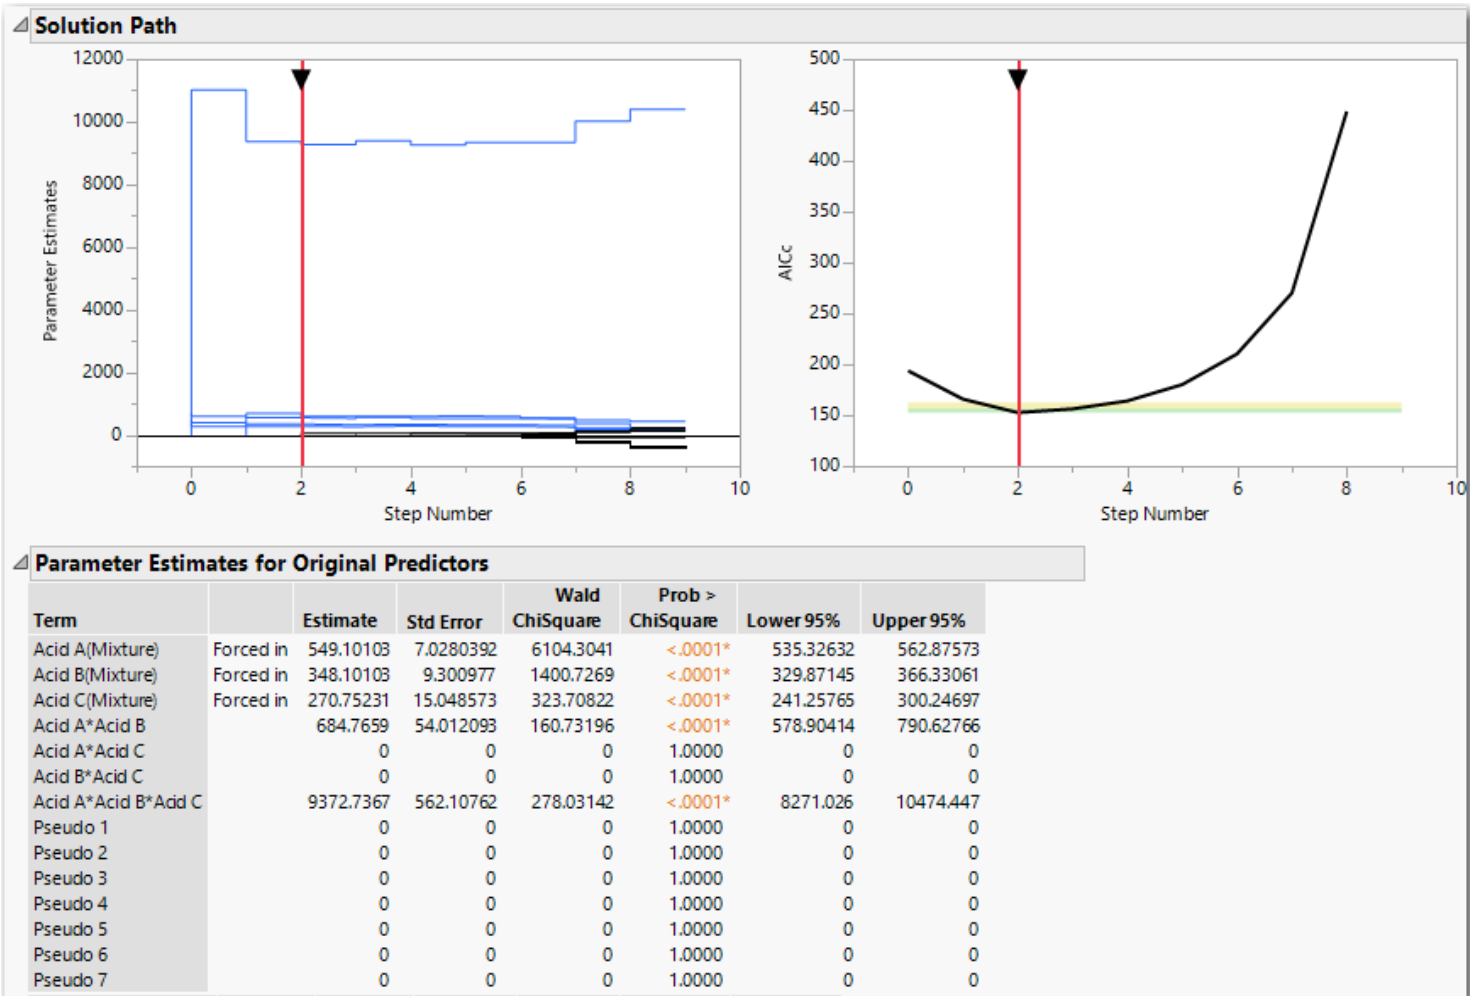 Solution Path
12000
10000
8000
6000
4000
2000
0
Parameter Estimates
0 2 4 6 8 10
Step Number
500
450
400
350
300
250
200
150
100
AICc
0 2 4 6 8 10
Step Number
Parameter Estimates for Original Predictors
Wald Prob >
Term Estimate Std Error ChiSquare ChiSquare Lower 95% Upper 95%
Acid A(Mixture) Forced in 549.10103 7.0280392 6104.3041 <.0001* 535.32632 562.87573
Acid B(Mixture) Forced in 348.10103 9.300977 1400.7269 <.0001* 329.87145 366.33061
Acid C(Mixture) Forced in 270.75231 15.048573 323.70822 <.0001* 241.25765 300.24697
Acid A*Acid B 684.7659 54.012093 160.73196 <.0001* 578.90414 790.62766
Acid A*Acid C 0 0 0 1.0000 0 0
Acid B*Acid C 0 0 0 1.0000 0 0
Acid A*Acid B*Acid C 9372.7367 562.10762 278.03142 <.0001* 8271.026 10474.447
Pseudo 1 0 0 0 1.0000 0 0
Pseudo 2 0 0 0 1.0000 0 0
Pseudo 3 0 0 0 1.0000 0 0
Pseudo 4 0 0 0 1.0000 0 0
Pseudo 5 0 0 0 1.0000 0 0
Pseudo 6 0 0 0 1.0000 0 0
Pseudo 7 0 0 0 1.0000 0 0